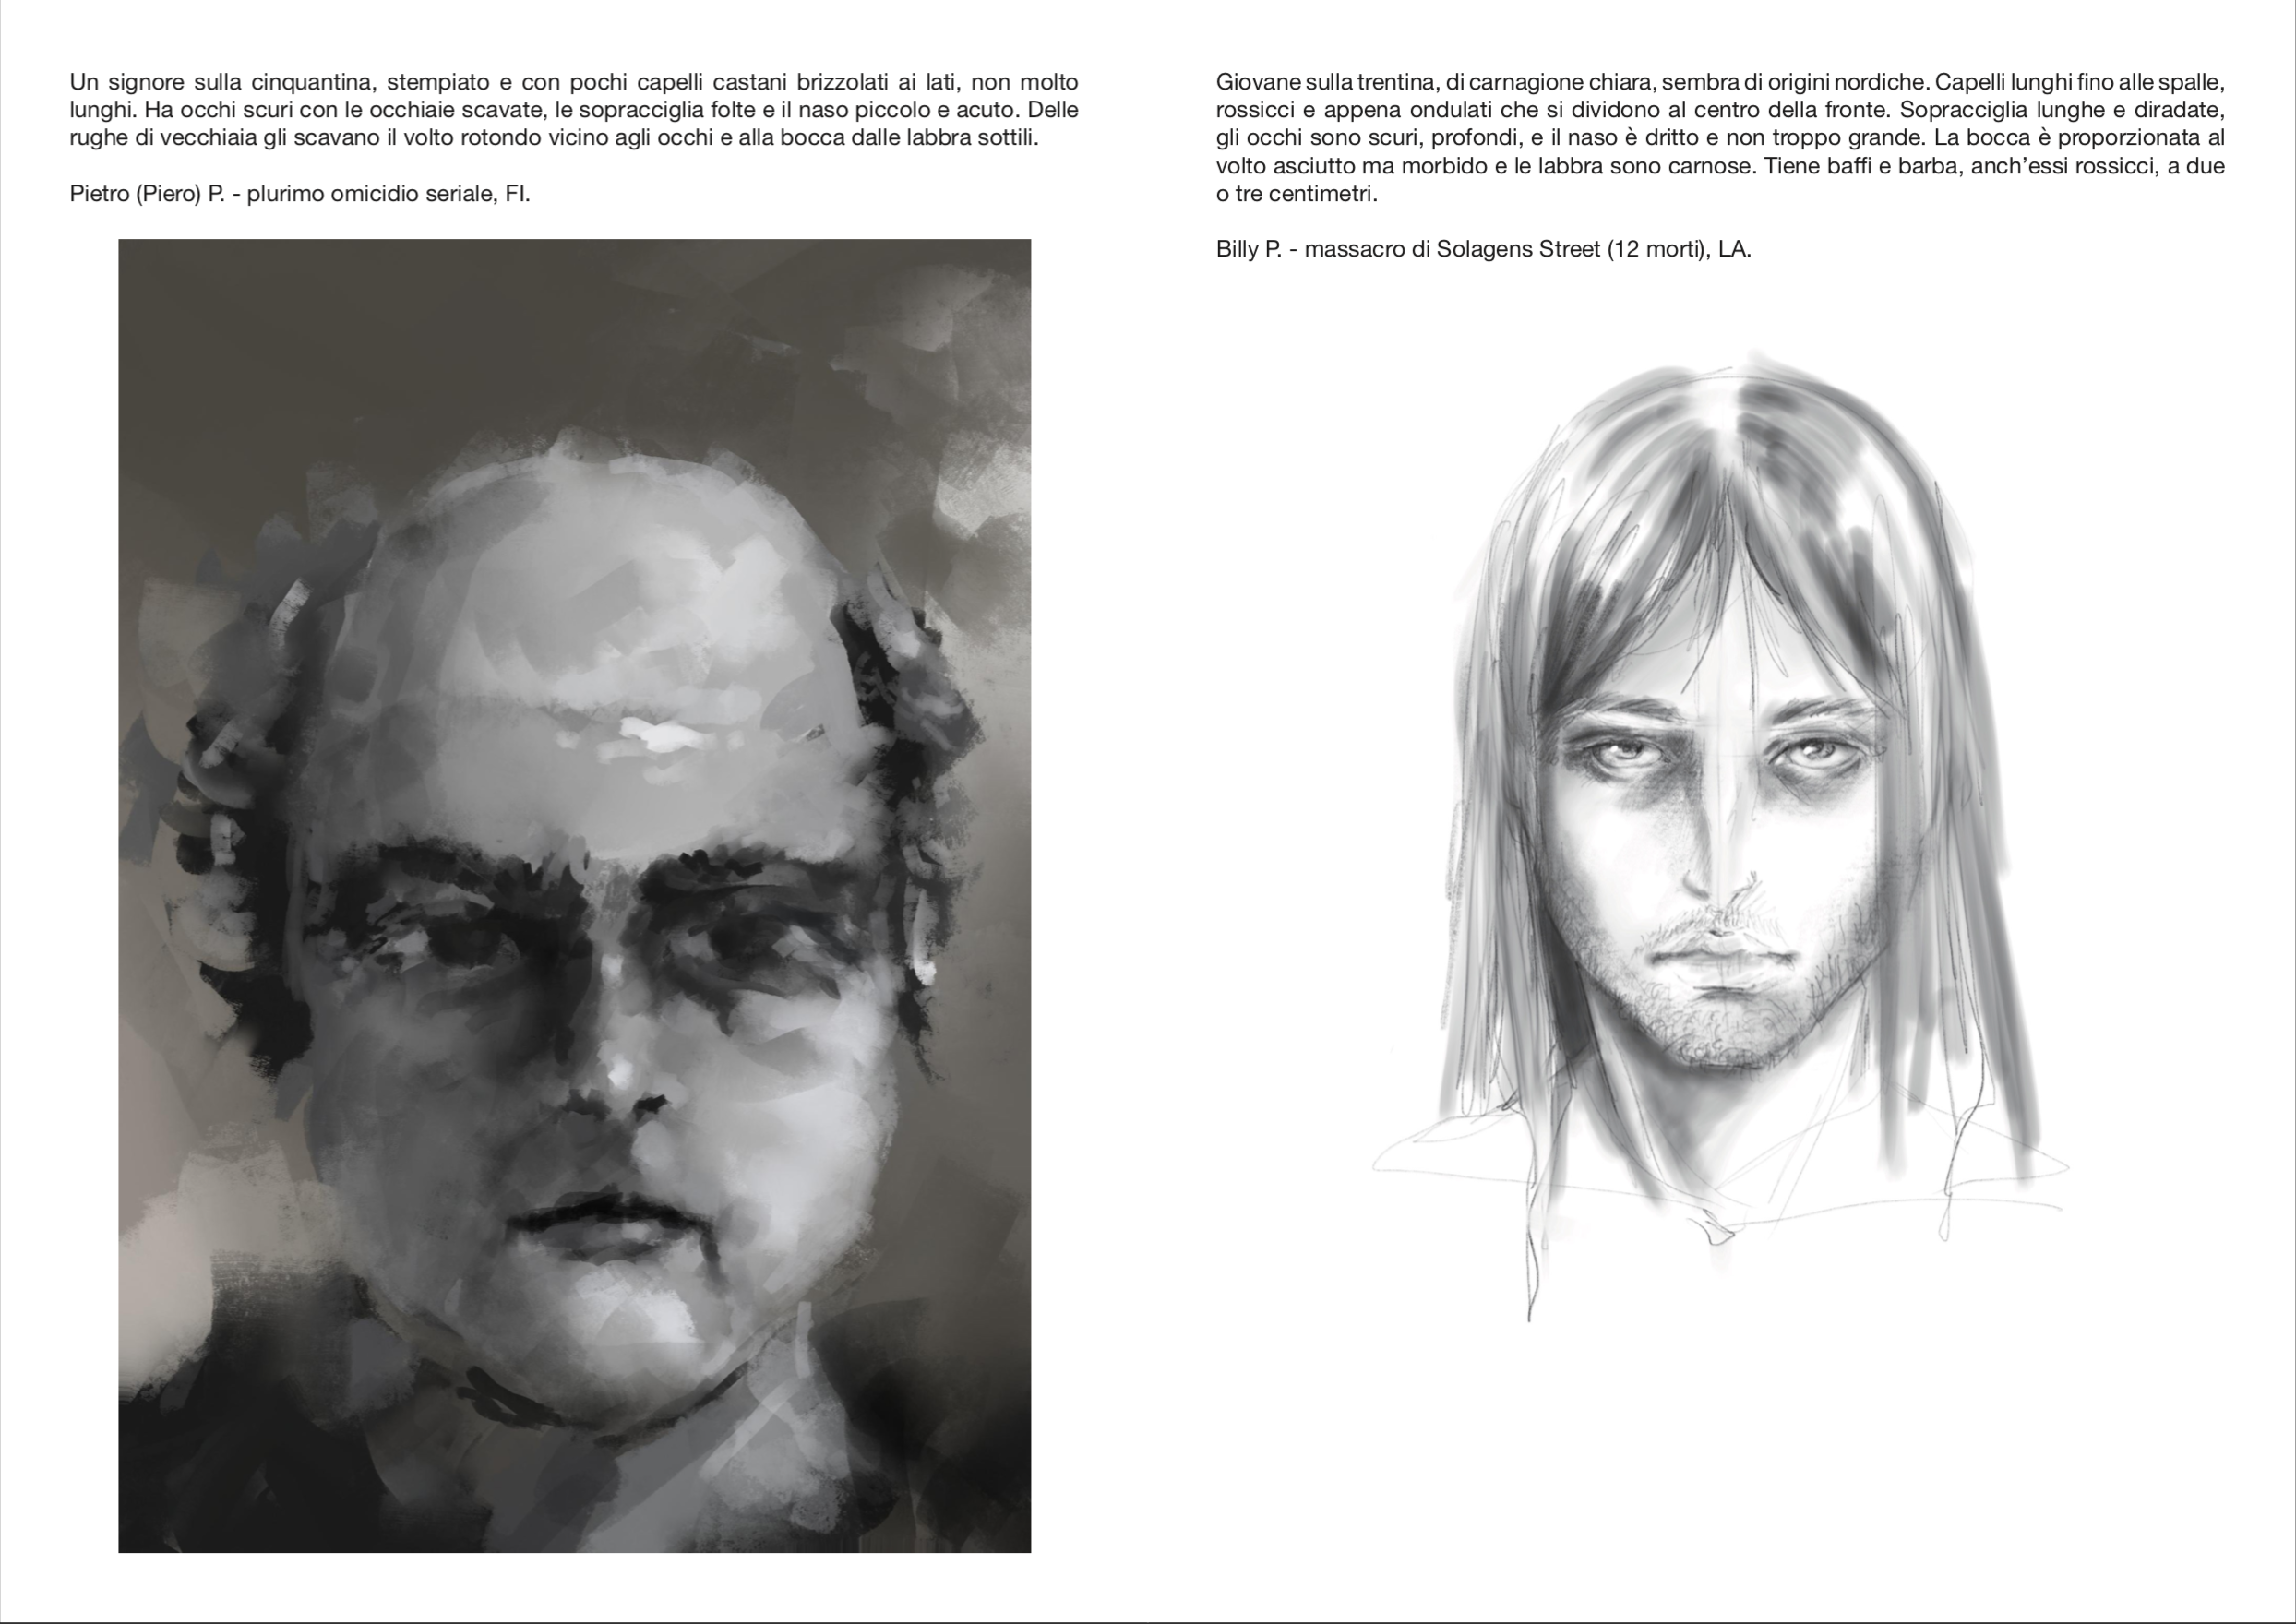 Un signore sulla cinquantina, stempiato e con pochi capelli castani brizzolati ai lati, non molto
lunghi. Ha occhi scuri con le occhiaie scavate, le sopracciglia folte e il naso piccolo e acuto. Delle
rughe di vecchiaia gli scavano il volto rotondo vicino agli occhi e alla bocca dalle labbra sottili.
Pietro (Piero) P. - plurimo omicidio seriale, FI.
Giovane sulla trentina, di carnagione chiara, sembra di origini nordiche. Capelli lunghi fino alle spalle,
rossicci e appena ondulati che si dividono al centro della fronte. Sopracciglia lunghe e diradate,
gli occhi sono scuri, profondi, e il naso è dritto e non troppo grande. La bocca è proporzionata al
volto asciutto ma morbido e le labbra sono carnose. Tiene baffi e barba, anch’essi rossicci, a due
o tre centimetri.
Billy P. - massacro di Solagens Street (12 morti), LA.